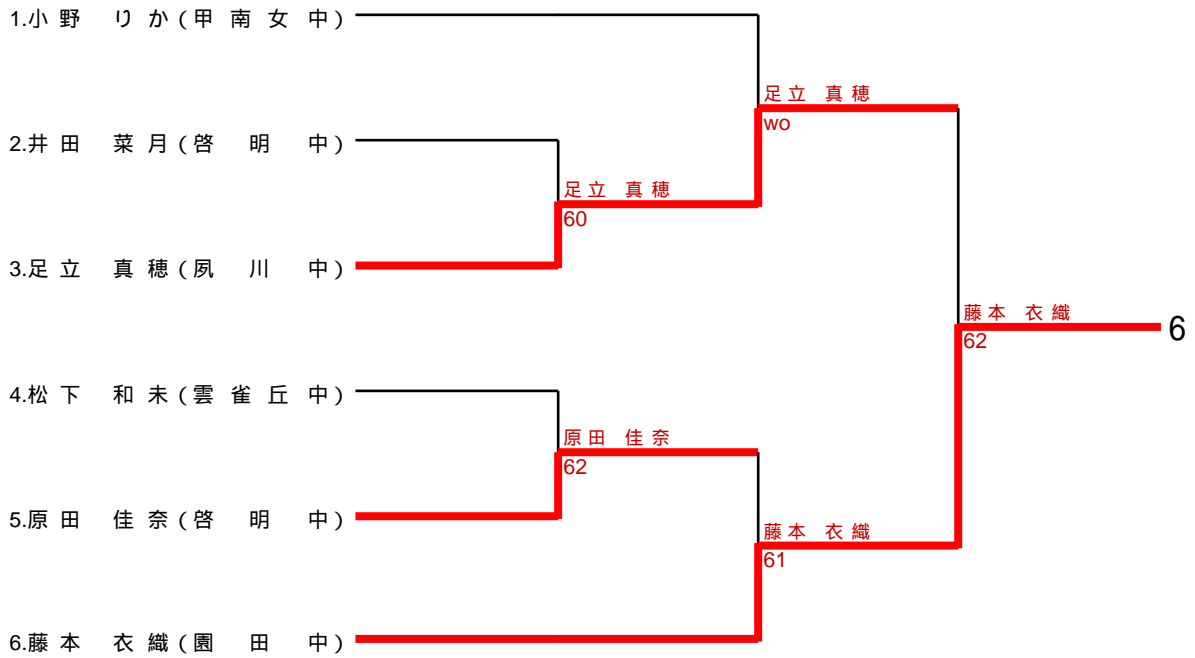 1.小野 りか(甲南女中)
足立 真穂
wo
2.井田 菜月(啓明中)
足立 真穂
60
3.足立 真穂(夙川中)
藤本 衣織
62
6
4.松下 和未(雲雀丘中)
原田 佳奈
62
5.原田 佳奈(啓明中)
藤本 衣織
61
6.藤本 衣織(園田中)